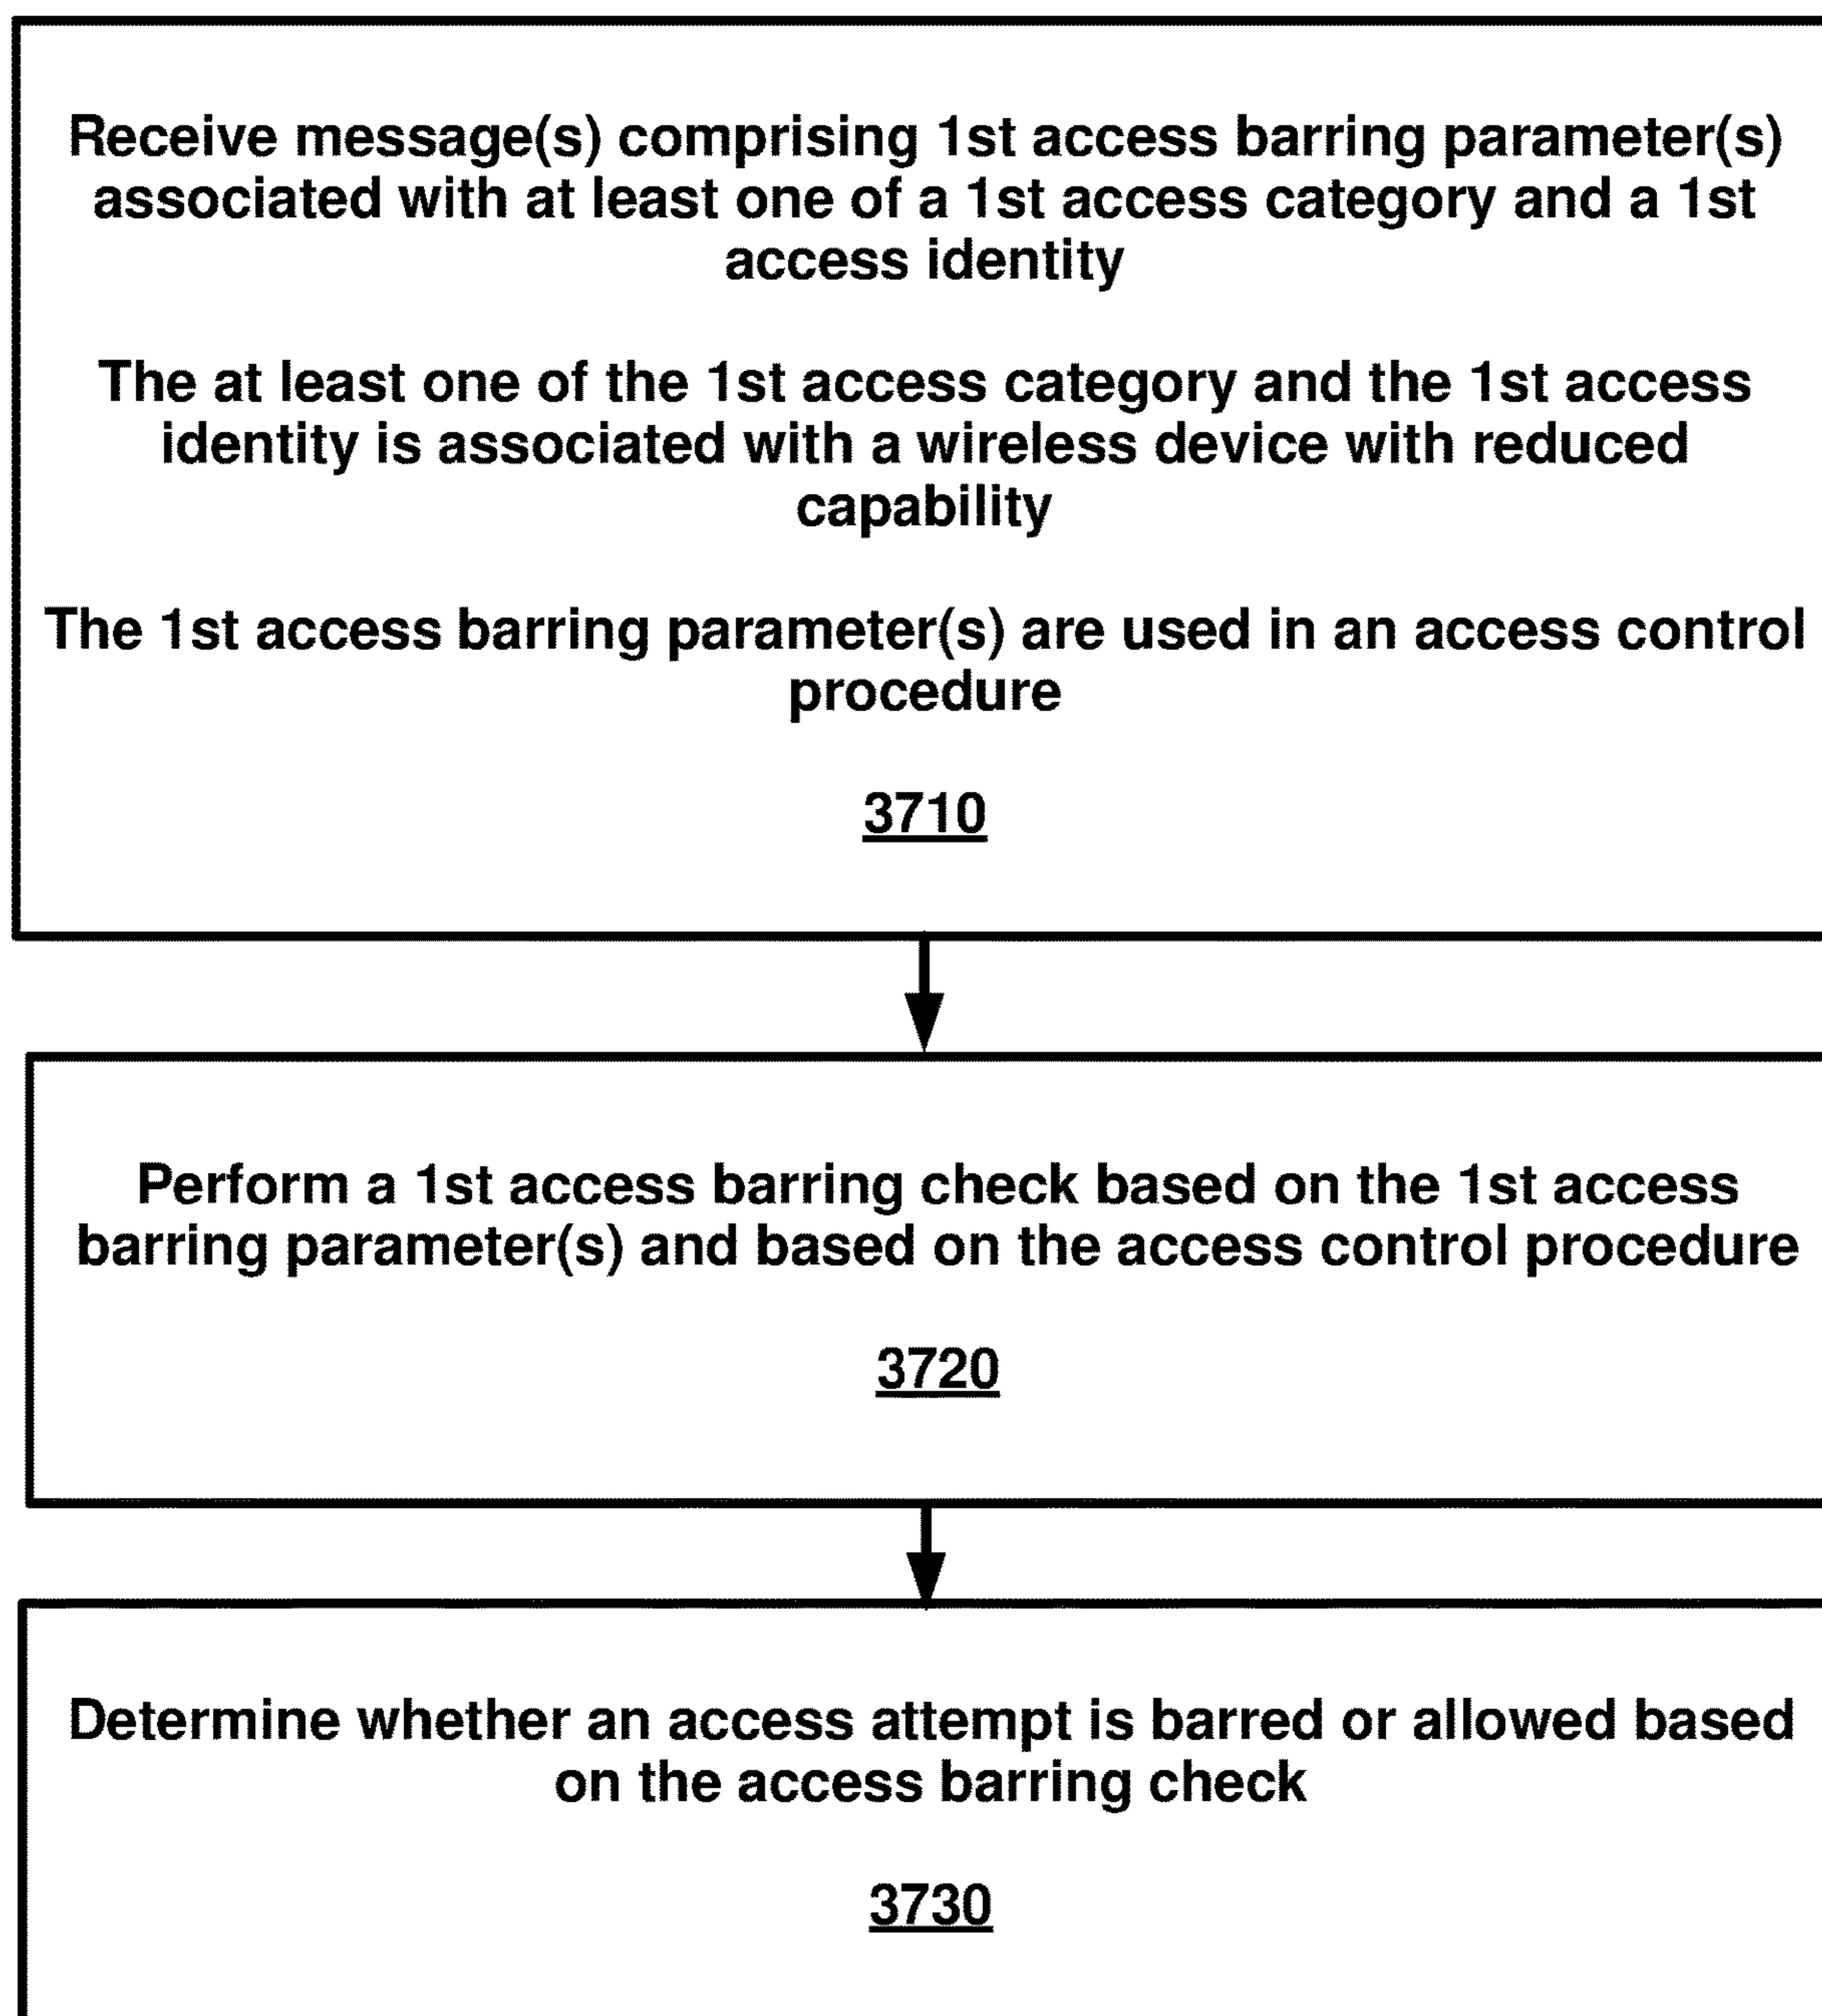 Receive message(s) comprising 1st access barring parameter(s)
associated with at least one of a 1st access category and a 1st
access identity
The at least one of the 1st access category and the 1st access
identity is associated with a wireless device with reduced
capability
The 1st access barring parameter(s) are used in an access control
procedure
3710
Perform a 1st access barring check based on the 1st access
barring parameter(s) and based on the access control procedure
3720
Determine whether an access attempt is barred or allowed based
on the access barring check
3730